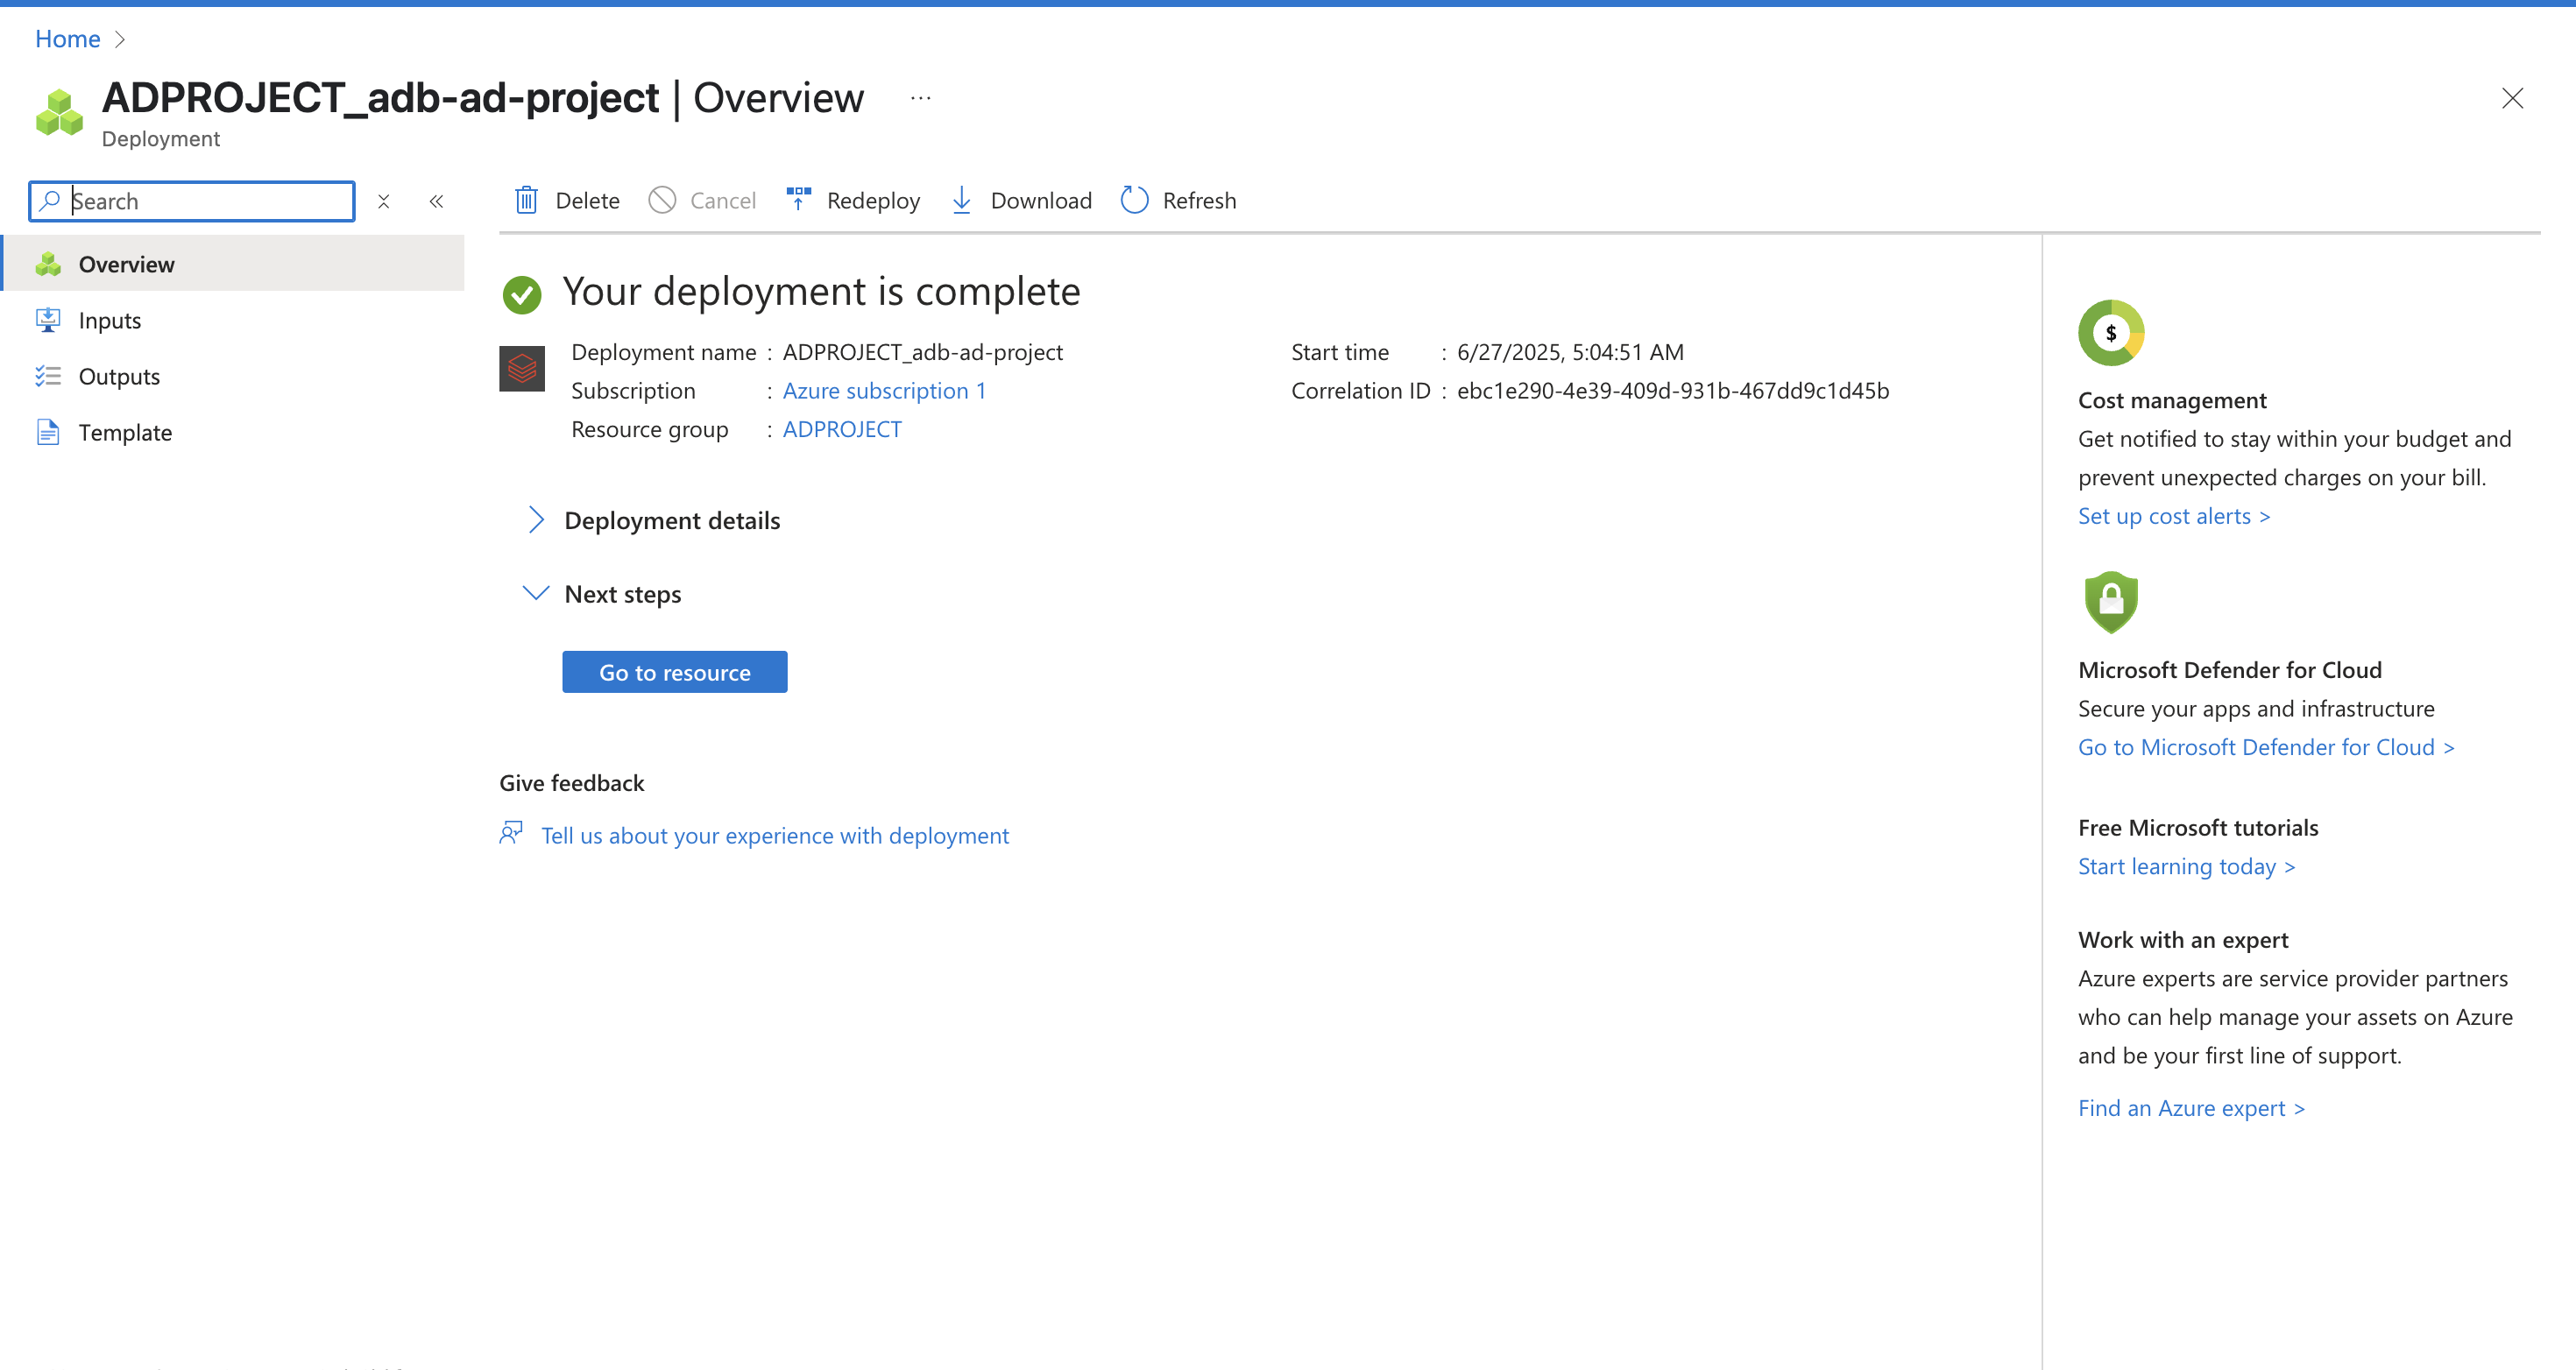 Home
ADPROJECT_adb-ad-project | Overview ...
Deployment
Search
Delete
Cancel
Redeploy
Download
Refresh
Overview
Inputs
Outputs
Template
Your deployment is complete
Deployment name : ADPROJECT_adb-ad-project
Subscription : Azure subscription 1
Resource group : ADPROJECT
Start time : 6/27/2025, 5:04:51 AM
Correlation ID : ebc1e290-4e39-409d-931b-467dd9c1d45b
Deployment details
Next steps
Go to resource
Give feedback
Tell us about your experience with deployment
$
Cost management
Get notified to stay within your budget and
prevent unexpected charges on your bill.
Set up cost alerts >
Microsoft Defender for Cloud
Secure your apps and infrastructure
Go to Microsoft Defender for Cloud >
Free Microsoft tutorials
Start learning today >
Work with an expert
Azure experts are service provider partners
who can help manage your assets on Azure
and be your first line of support.
Find an Azure expert >